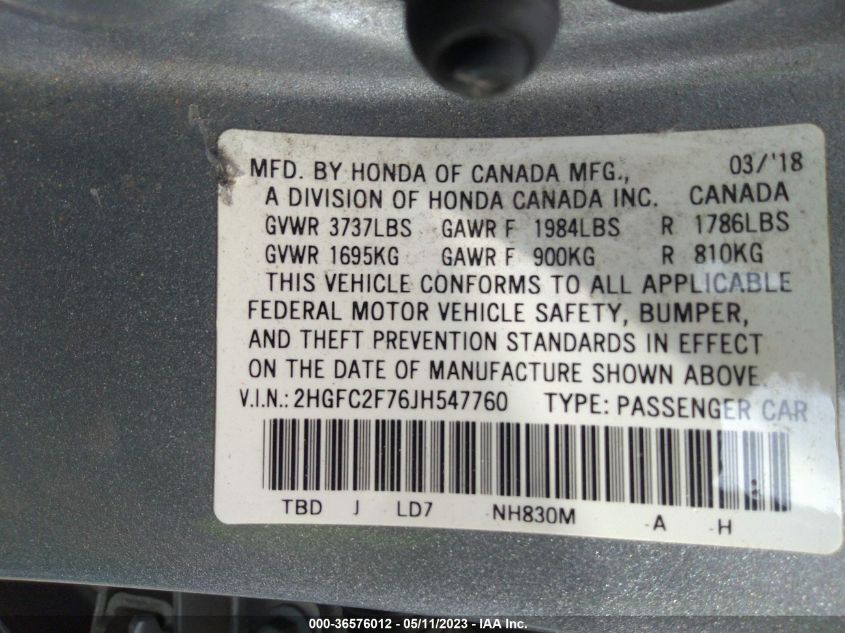 MFD. BY HONDA OF CANADA MFG., 03/'18
A DIVISION OF HONDA CANADA INC. CANADA
GVWR 3737LBS GAWR F 1984LBS R 1786LBS
GVWR 1695KG GAWR F 900KG R 810KG
THIS VEHICLE CONFORMS TO ALL APPLICABLE
FEDERAL MOTOR VEHICLE SAFETY, BUMPER,
AND THEFT PREVENTION STANDARDS IN EFFECT
ON THE DATE OF MANUFACTURE SHOWN ABOVE.
V.I.N.: 2HGFC2F76JH547760 TYPE: PASSENGER CAR
TBD J LD7 NH830M A H
000-36576012 - 05/11/2023 - IAA Inc.